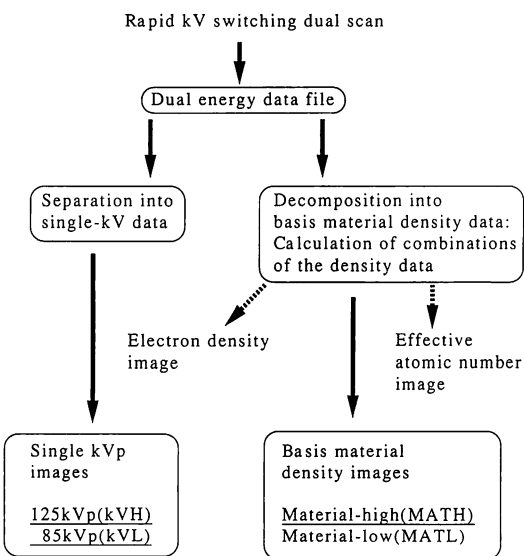 Rapid kV switching dual scan
Dual energy data file
Separation into
single-kV data
Decomposition into
basis material density data:
Calculation of combinations
of the density data
Electron density
image
Effective
atomic number
image
Single kVp
images
125kVp(kVH)
85kVp(kVL)
Basis material
density images
Material-high(MATH)
Material-low(MATL)